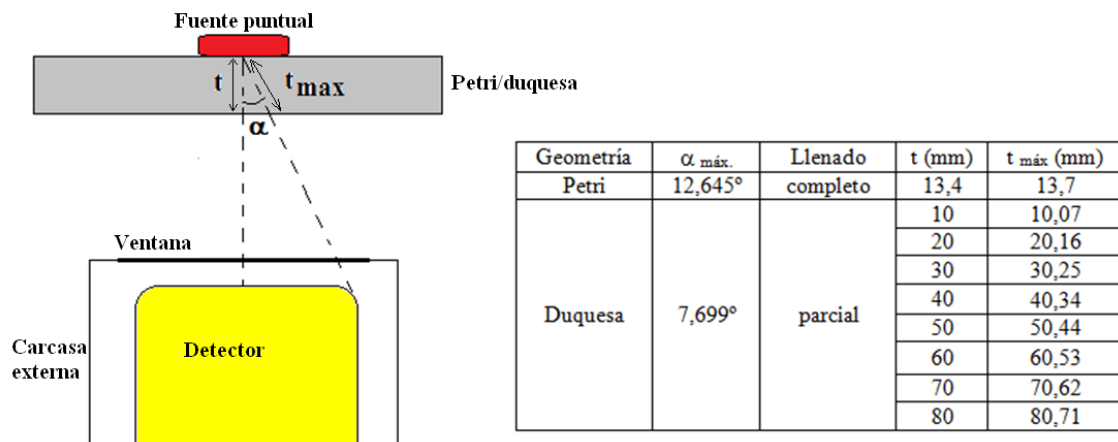 Fuente puntual
t
t max
α
Petri/duquesa
Ventana
Carcasa
externa
Detector
Geometría α máx. Llenado t (mm) t máx (mm)
Petri 12,645º completo 13,4 13,7
Duquesa 7,699º parcial
10 10,07
20 20,16
30 30,25
40 40,34
50 50,44
60 60,53
70 70,62
80 80,71